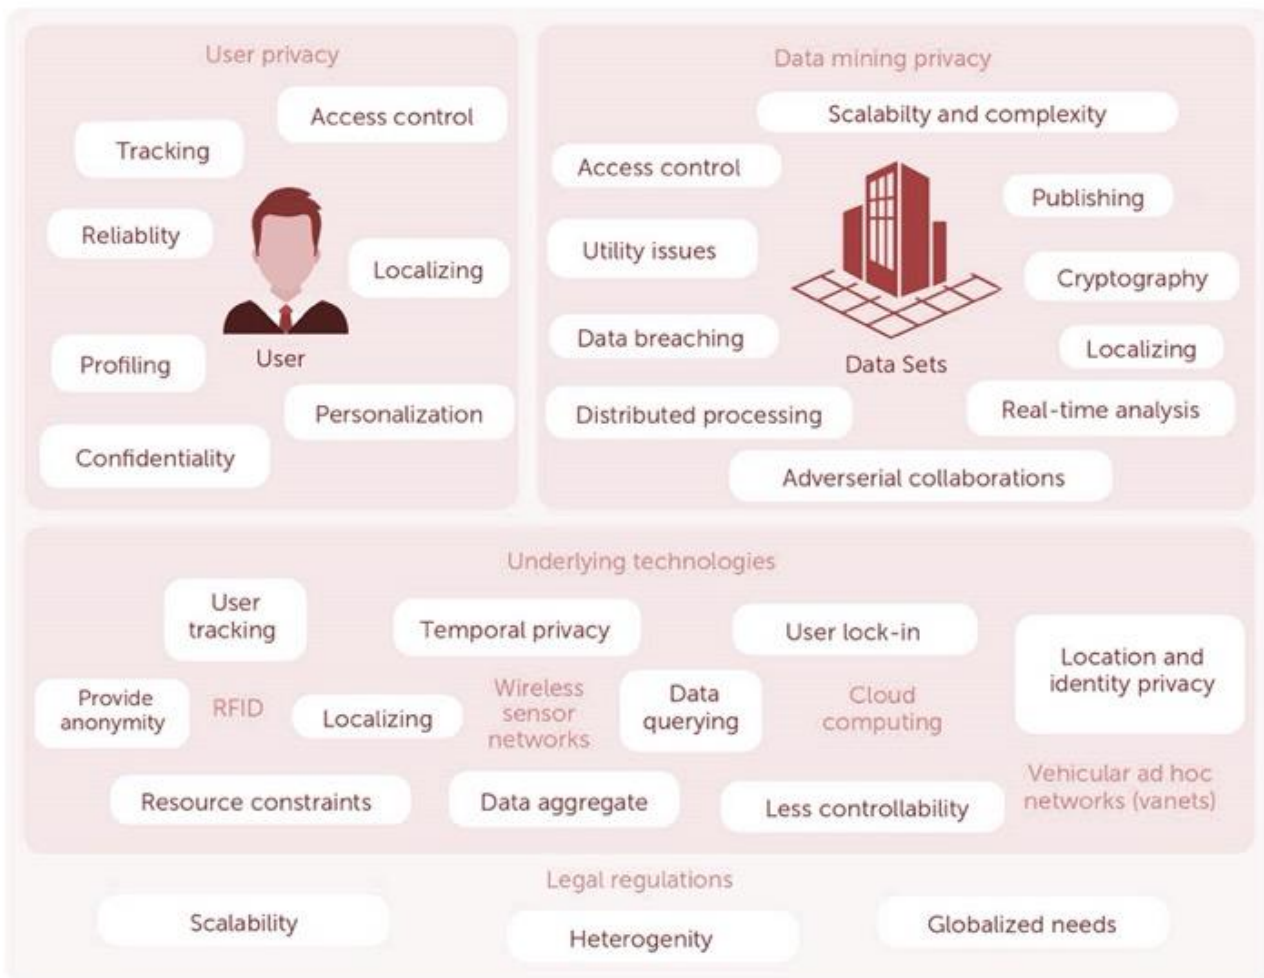 User privacy
Access control
Tracking
Reliablity
Localizing
Profiling
User
Personalization
Confidentiality
Data mining privacy
Scalabilty and complexity
Access control
Publishing
Utility issues
Cryptography
Data breaching
Localizing
Data Sets
Distributed processing
Real-time analysis
Adverserial collaborations
Underlying technologies
User
tracking
Temporal privacy
User lock-in
Location and
identity privacy
Provide
anonymity
RFID
Localizing
Wireless
sensor
networks
Data
querying
Cloud
computing
Resource constraints
Data aggregate
Less controllability
Vehicular ad hoc
networks (vanets)
Legal regulations
Scalability
Heterogenity
Globalized needs